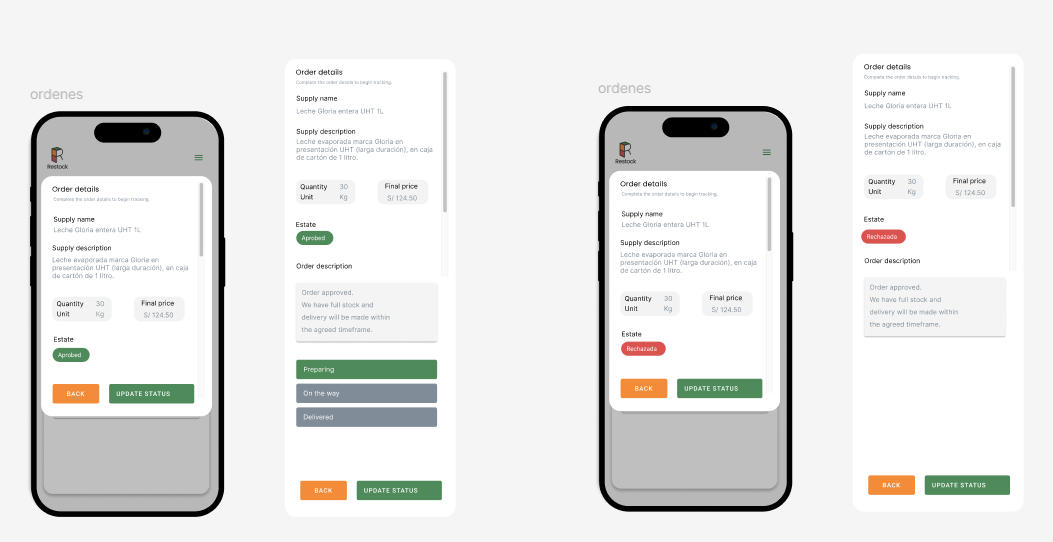 ordenes
Restock
Order details
Complete the order details to begin tracking.
Supply name
Leche Gloria entera UHT 1L
Supply description
Leche evaporada marca Gloria en
presentación UHT (larga duración), en caja
de cartón de 1 litro.
Quantity 30
Unit Kg
Final price
S/ 124.50
Estate
Aprobed
BACK
UPDATE STATUS
Order details
Complete the order details to begin tracking.
Supply name
Leche Gloria entera UHT 1L
Supply description
Leche evaporada marca Gloria en
presentación UHT (larga duración), en caja
de cartón de 1 litro.
Quantity 30
Unit Kg
Final price
S/ 124.50
Estate
Aprobed
Order description
Order approved.
We have full stock and
delivery will be made within
the agreed timeframe.
Preparing
On the way
Delivered
BACK
UPDATE STATUS
ordenes
Restock
Order details
Complete the order details to begin tracking.
Supply name
Leche Gloria entera UHT 1L
Supply description
Leche evaporada marca Gloria en
presentación UHT (larga duración), en caja
de cartón de 1 litro.
Quantity 30
Unit Kg
Final price
S/ 124.50
Estate
Rechazada
BACK
UPDATE STATUS
Order details
Complete the order details to begin tracking.
Supply name
Leche Gloria entera UHT 1L
Supply description
Leche evaporada marca Gloria en
presentación UHT (larga duración), en caja
de cartón de 1 litro.
Quantity 30
Unit Kg
Final price
S/ 124.50
Estate
Rechazada
Order description
Order approved.
We have full stock and
delivery will be made within
the agreed timeframe.
BACK
UPDATE STATUS